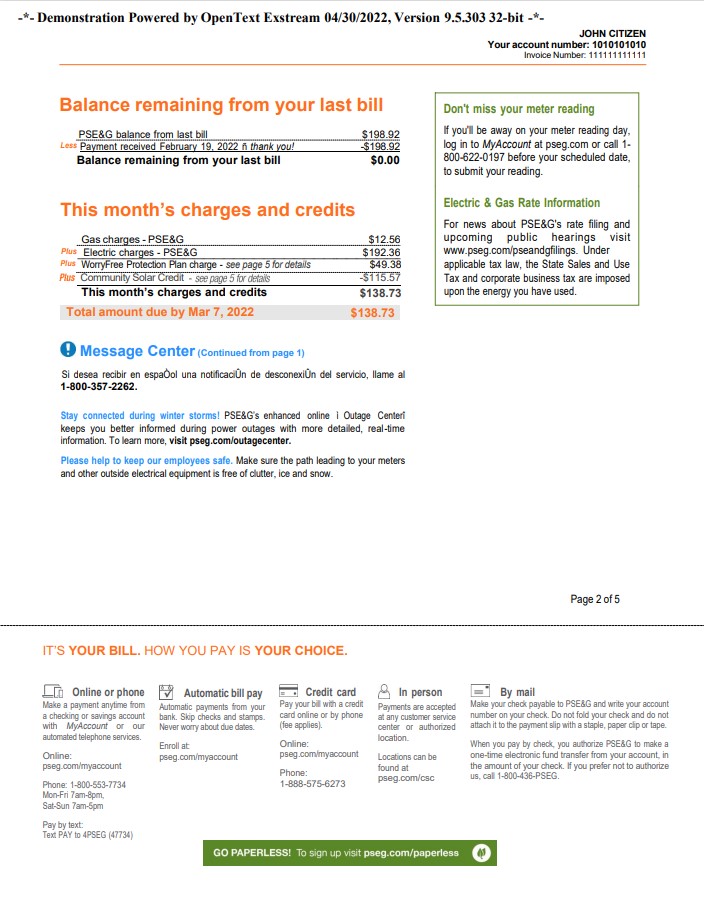 -*- Demonstration Powered by OpenText Exstream 04/30/2022, Version 9.5.303 32-bit -*-
JOHN CITIZEN
Your account number: 1010101010
Invoice Number: 111111111111
Balance remaining from your last bill
PSE&G balance from last bill $198.92
Less Payment received February 19, 2022 ñ thank you! -$198.92
Balance remaining from your last bill $0.00
This month's charges and credits
Gas charges - PSE&G $12.56
Plus Electric charges - PSE&G $192.36
Plus WorryFree Protection Plan charge - see page 5 for details $49.38
Plus Community Solar Credit - see page 5 for details -$115.57
This month's charges and credits $138.73
Total amount due by Mar 7, 2022 $138.73
Message Center (Continued from page 1)
Si desea recibir en espaÒol una notificaciÛn de desconexiÛn del servicio, llame al
1-800-357-2262.
Stay connected during winter storms! PSE&G's enhanced online ì Outage Centerî
keeps you better informed during power outages with more detailed, real-time
information. To learn more, visit pseg.com/outagecenter.
Please help to keep our employees safe. Make sure the path leading to your meters
and other outside electrical equipment is free of clutter, ice and snow.
Don't miss your meter reading
If you'll be away on your meter reading day,
log in to MyAccount at pseg.com or call 1-
800-622-0197 before your scheduled date,
to submit your reading.
Electric & Gas Rate Information
For news about PSE&G's rate filing and
upcoming public hearings visit
www.pseg.com/pseandgfilings. Under
applicable tax law, the State Sales and Use
Tax and corporate business tax are imposed
upon the energy you have used.
Page 2 of 5
IT'S YOUR BILL. HOW YOU PAY IS YOUR CHOICE.
Online or phone
Make a payment anytime from
a checking or savings account
with MyAccount or our
automated telephone services.
Online:
pseg.com/myaccount
Phone: 1-800-553-7734
Mon-Fri 7am-8pm,
Sat-Sun 7am-5pm
Pay by text:
Text PAY to 4PSEG (47734)
Automatic bill pay
Automatic payments from your
bank. Skip checks and stamps.
Never worry about due dates.
Enroll at:
pseg.com/myaccount
Credit card
Pay your bill with a credit
card online or by phone
(fee applies).
Online:
pseg.com/myaccount
Phone:
1-888-575-6273
In person
Payments are accepted
at any customer service
center or authorized
location.
Locations can be
found at
pseg.com/csc
By mail
Make your check payable to PSE&G and write your account
number on your check. Do not fold your check and do not
attach it to the payment slip with a staple, paper clip or tape.
When you pay by check, you authorize PSE&G to make a
one-time electronic fund transfer from your account, in
the amount of your check. If you prefer not to authorize
us, call 1-800-436-PSEG.
GO PAPERLESS! To sign up visit pseg.com/paperless